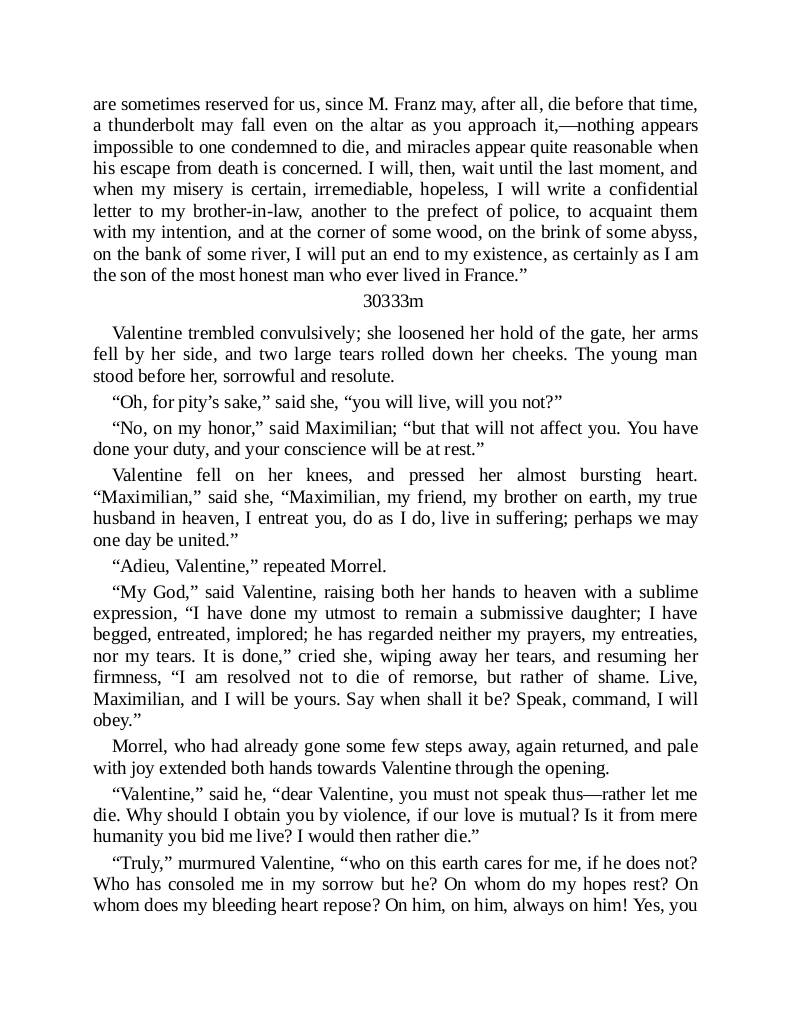 are sometimes reserved for us, since M. Franz may, after all, die before that time,
a thunderbolt may fall even on the altar as you approach it,—nothing appears
impossible to one condemned to die, and miracles appear quite reasonable when
his escape from death is concerned. I will, then, wait until the last moment, and
when my misery is certain, irremediable, hopeless, I will write a confidential
letter to my brother-in-law, another to the prefect of police, to acquaint them
with my intention, and at the corner of some wood, on the brink of some abyss,
on the bank of some river, I will put an end to my existence, as certainly as I am
the son of the most honest man who ever lived in France.”
30333m
Valentine trembled convulsively; she loosened her hold of the gate, her arms
fell by her side, and two large tears rolled down her cheeks. The young man
stood before her, sorrowful and resolute.
“Oh, for pity’s sake,” said she, “you will live, will you not?”
“No, on my honor,” said Maximilian; “but that will not affect you. You have
done your duty, and your conscience will be at rest.”
Valentine fell on her knees, and pressed her almost bursting heart.
“Maximilian,” said she, “Maximilian, my friend, my brother on earth, my true
husband in heaven, I entreat you, do as I do, live in suffering; perhaps we may
one day be united.”
“Adieu, Valentine,” repeated Morrel.
“My God,” said Valentine, raising both her hands to heaven with a sublime
expression, “I have done my utmost to remain a submissive daughter; I have
begged, entreated, implored; he has regarded neither my prayers, my entreaties,
nor my tears. It is done,” cried she, wiping away her tears, and resuming her
firmness, “I am resolved not to die of remorse, but rather of shame. Live,
Maximilian, and I will be yours. Say when shall it be? Speak, command, I will
obey.”
Morrel, who had already gone some few steps away, again returned, and pale
with joy extended both hands towards Valentine through the opening.
“Valentine,” said he, “dear Valentine, you must not speak thus—rather let me
die. Why should I obtain you by violence, if our love is mutual? Is it from mere
humanity you bid me live? I would then rather die.”
“Truly,” murmured Valentine, “who on this earth cares for me, if he does not?
Who has consoled me in my sorrow but he? On whom do my hopes rest? On
whom does my bleeding heart repose? On him, on him, always on him! Yes, you